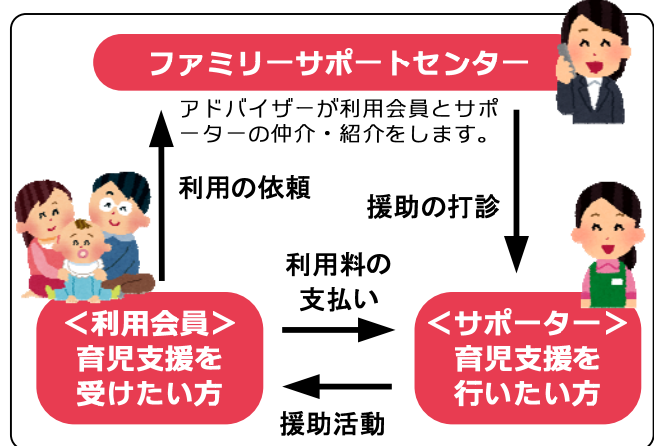 ファミリーサポートセンター
アドバイザーが利用会員とサポ
ーターの仲介・紹介をします。
利用の依頼
援助の打診
利用料の
支払い
＜利用会員＞
育児支援を
受けたい方
＜サポーター＞
育児支援を
行いたい方
援助活動